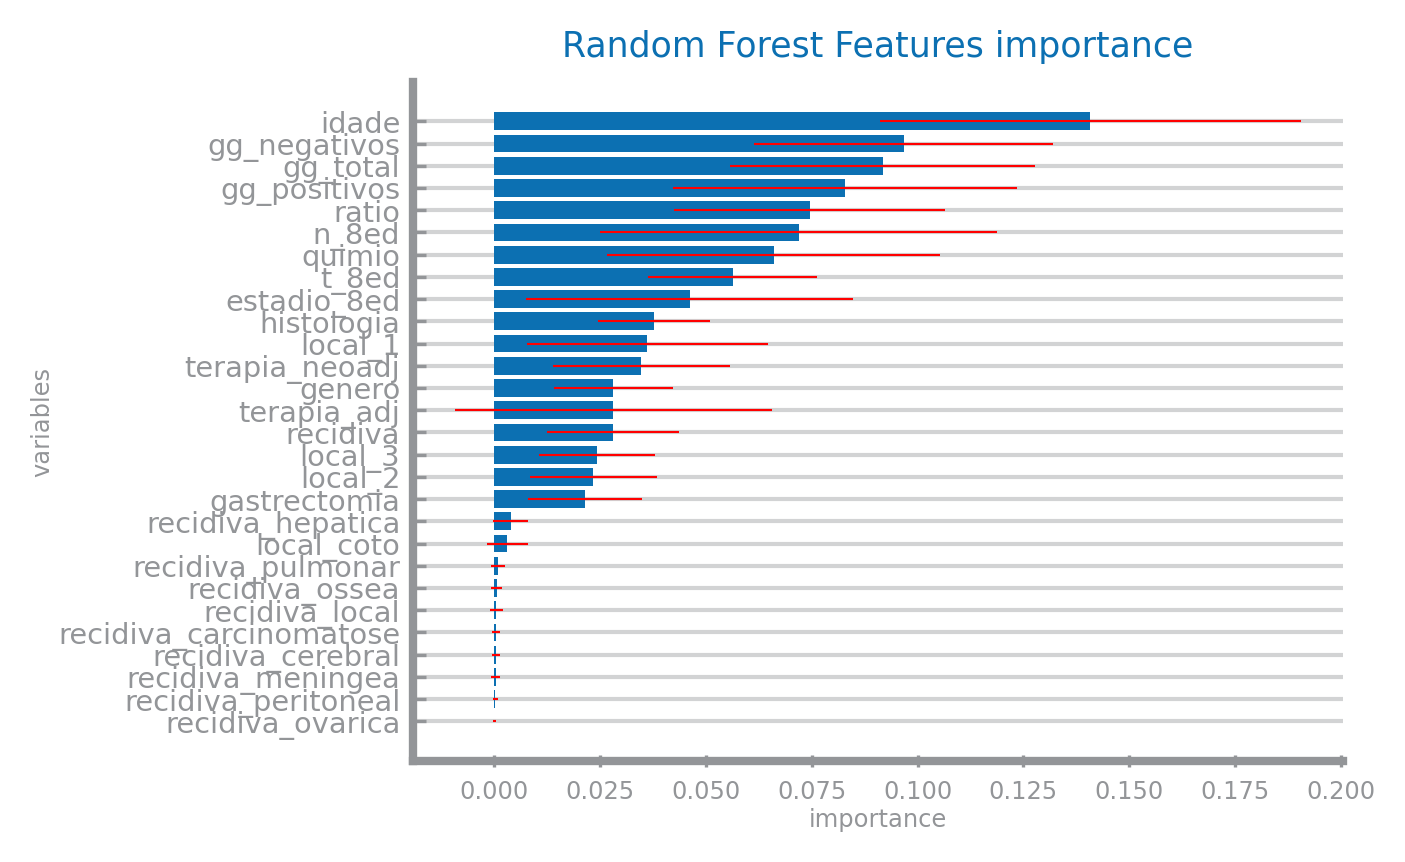 Random Forest Features importance
idade
gg_negativos
gg_total
gg_positivos
ratio
n_8ed
quimio
t_8ed
estadio_8ed
histologia
local_1
terapia_neoadj
genero
terapia_adj
recidiva
local_3
local_2
gastrectomia
recidiva_hepatica
local_coto
recidiva_pulmonar
recidiva_ossea
recidiva_local
recidiva_carcinomatose
recidiva_cerebral
recidiva_meningea
recidiva_peritoneal
recidiva_ovarica
variables
0.000 0.025 0.050 0.075 0.100 0.125 0.150 0.175 0.200
importance